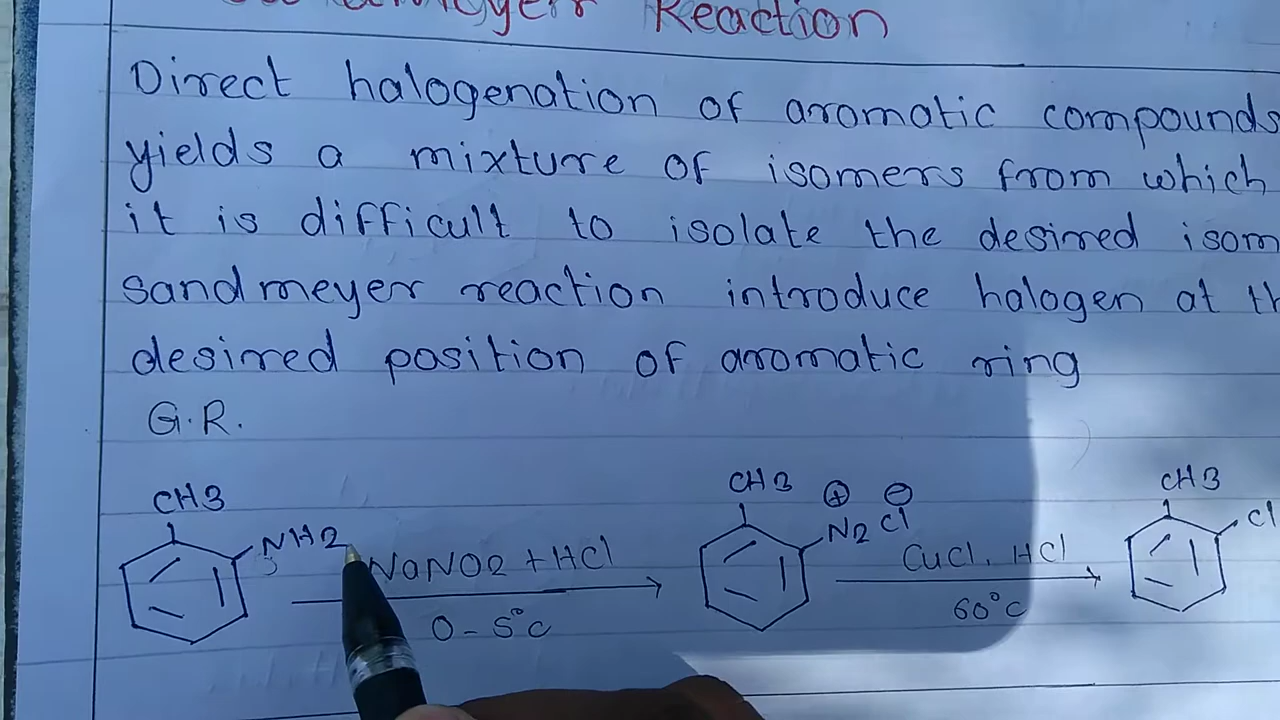 Reaction
Direct halogenation of aromatic compounds
yields a mixture of isomers from which
it is difficult to isolate the desired isom
sandmeyer reaction introduce halogen at th
desired position of aromatic ring
G.R.
CH3 CH3 ⊕ ⊖ CH3
NH2 NaNO2 + HCl N2 Cl CuCl, HCl Cl
0-5°C 60°C